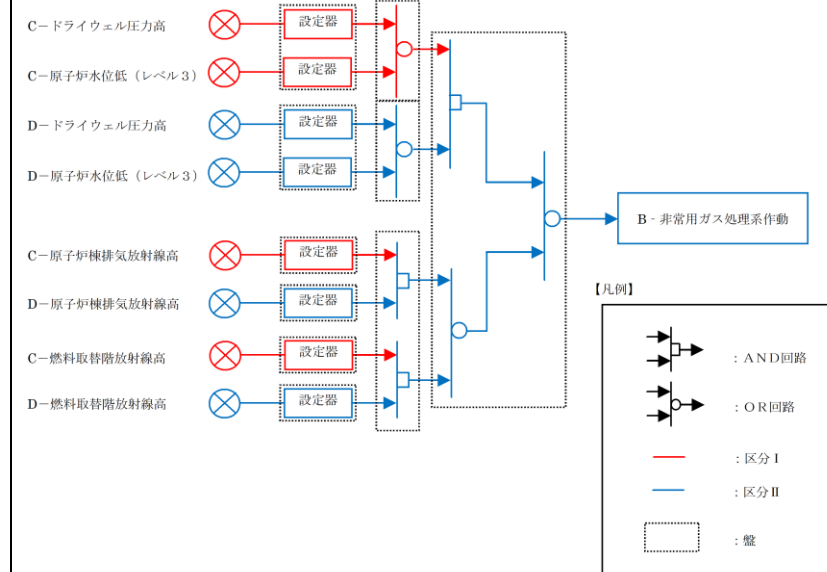 C－ドライウェル圧力高
設定器
C－原子炉水位低（レベル３）
設定器
D－ドライウェル圧力高
設定器
D－原子炉水位低（レベル３）
設定器
B‐非常用ガス処理系作動
C－原子炉棟排気放射線高
設定器
D－原子炉棟排気放射線高
設定器
C－燃料取替階放射線高
設定器
D－燃料取替階放射線高
設定器
【凡例】
：ＡＮＤ回路
：ＯＲ回路
：区分Ⅰ
：区分Ⅱ
：盤